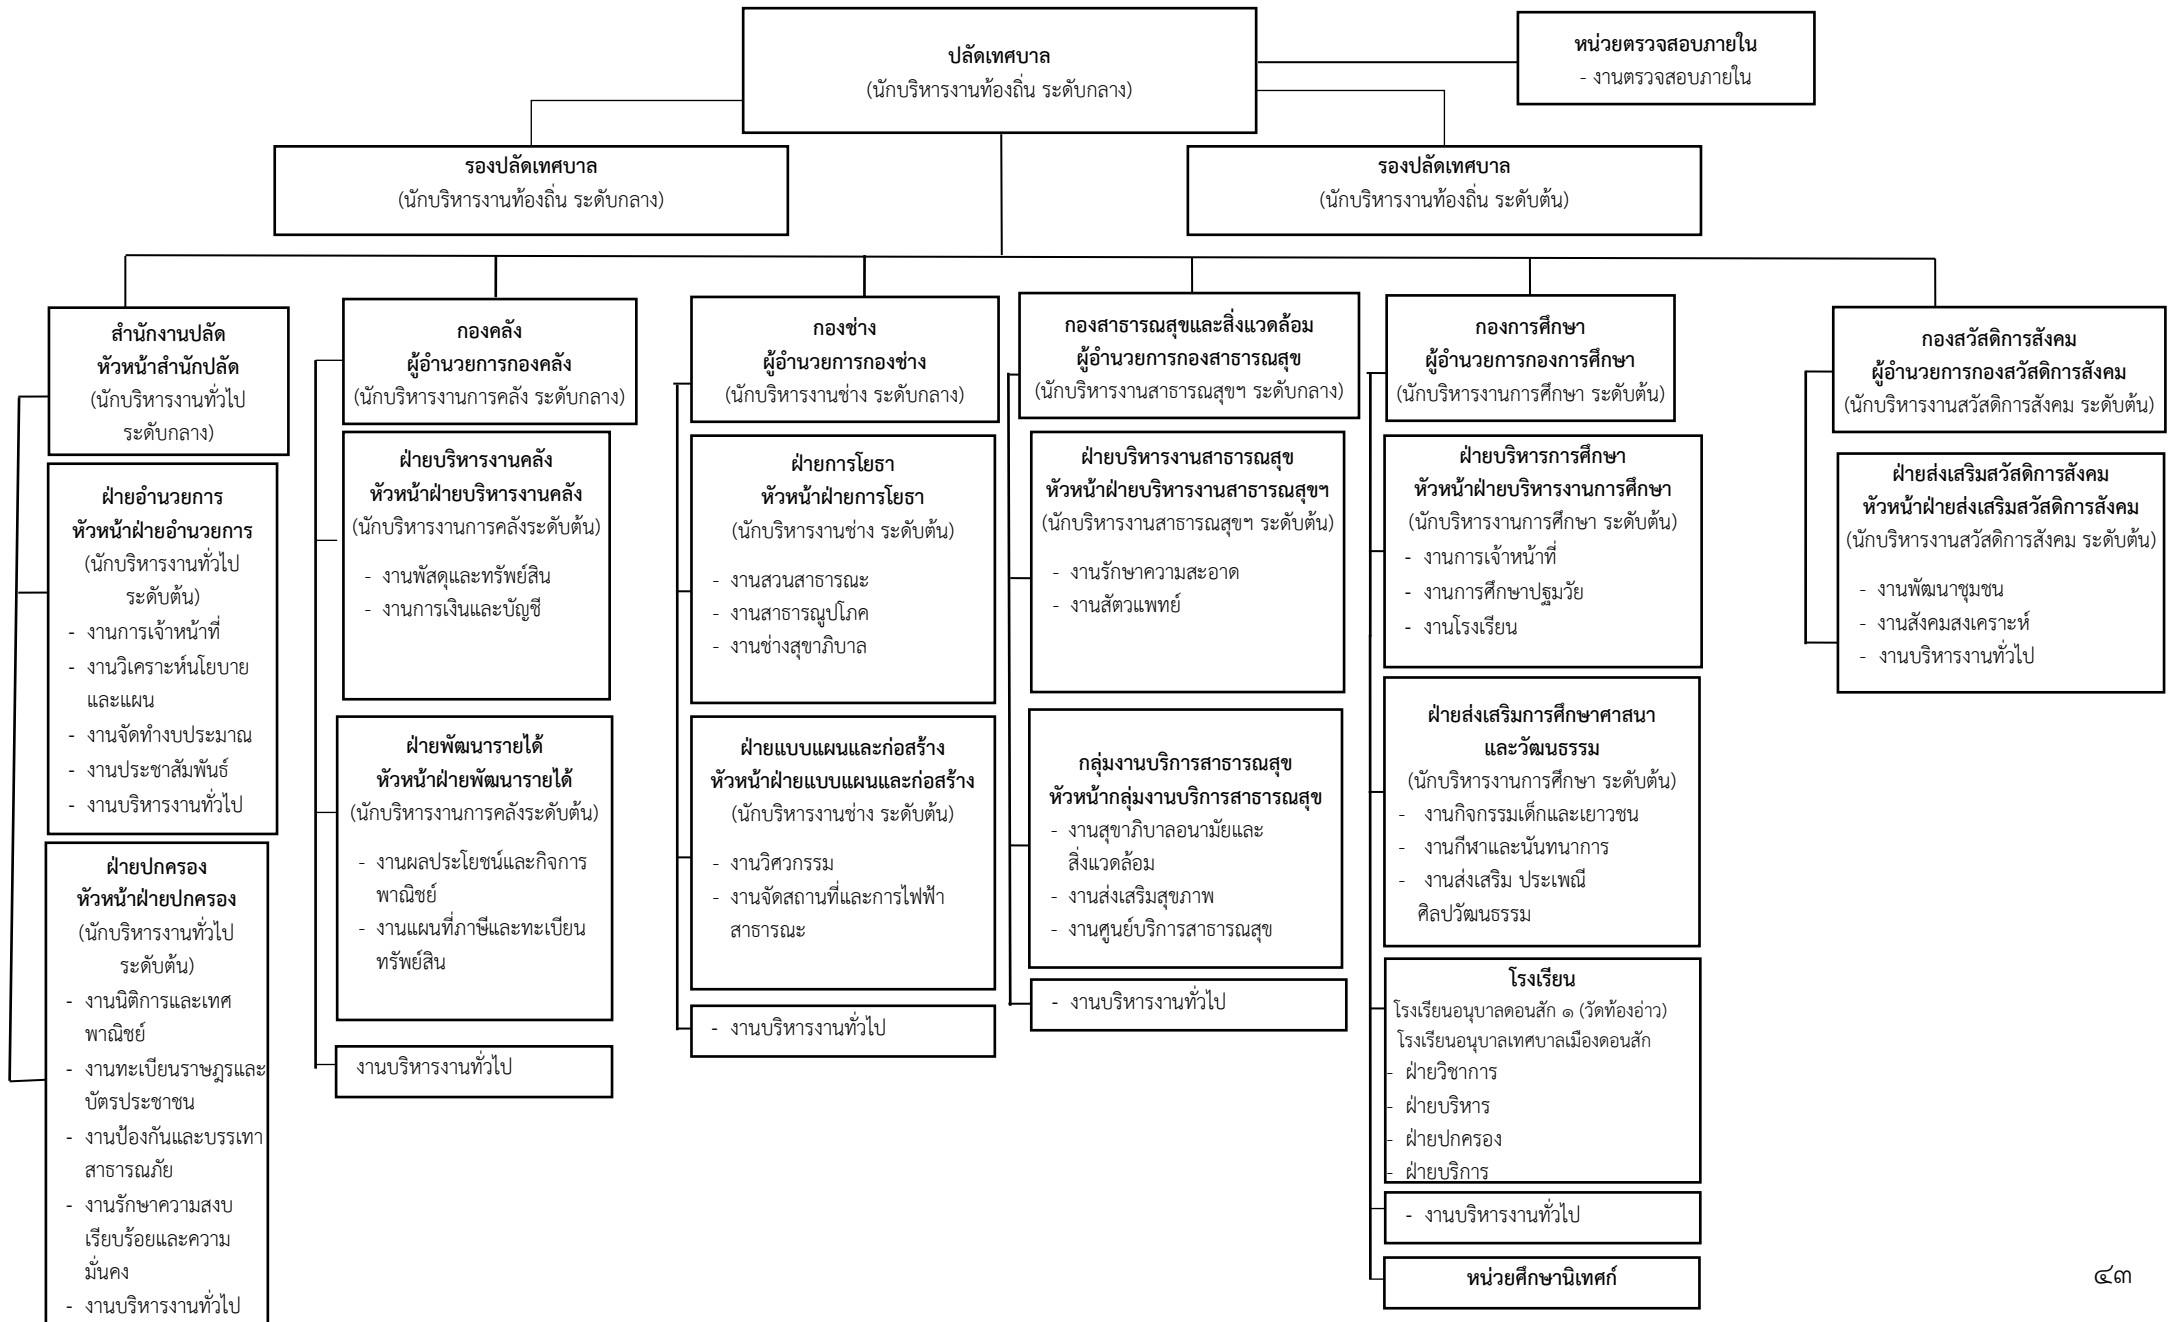 ปลัดเทศบาล
(นักบริหารงานท้องถิ่น ระดับกลาง)
หน่วยตรวจสอบภายใน
- งานตรวจสอบภายใน
รองปลัดเทศบาล
(นักบริหารงานท้องถิ่น ระดับกลาง)
รองปลัดเทศบาล
(นักบริหารงานท้องถิ่น ระดับต้น)
สำนักงานปลัด
หัวหน้าสำนักปลัด
(นักบริหารงานทั่วไป
ระดับกลาง)
ฝ่ายอำนวยการ
หัวหน้าฝ่ายอำนวยการ
(นักบริหารงานทั่วไป
ระดับต้น)
- งานการเจ้าหน้าที่
- งานวิเคราะห์นโยบาย
และแผน
- งานจัดทำงบประมาณ
- งานประชาสัมพันธ์
- งานบริหารงานทั่วไป
ฝ่ายปกครอง
หัวหน้าฝ่ายปกครอง
(นักบริหารงานทั่วไป
ระดับต้น)
- งานนิติการและเทศ
พาณิชย์
- งานทะเบียนราษฎรและ
บัตรประชาชน
- งานป้องกันและบรรเทา
สาธารณภัย
- งานรักษาความสงบ
เรียบร้อยและความ
มั่นคง
- งานบริหารงานทั่วไป
กองคลัง
ผู้อำนวยการกองคลัง
(นักบริหารงานการคลัง ระดับกลาง)
ฝ่ายบริหารงานคลัง
หัวหน้าฝ่ายบริหารงานคลัง
(นักบริหารงานการคลังระดับต้น)
- งานพัสดุและทรัพย์สิน
- งานการเงินและบัญชี
ฝ่ายพัฒนารายได้
หัวหน้าฝ่ายพัฒนารายได้
(นักบริหารงานการคลังระดับต้น)
- งานผลประโยชน์และกิจการ
พาณิชย์
- งานแผนที่ภาษีและทะเบียน
ทรัพย์สิน
งานบริหารงานทั่วไป
กองช่าง
ผู้อำนวยการกองช่าง
(นักบริหารงานช่าง ระดับกลาง)
ฝ่ายการโยธา
หัวหน้าฝ่ายการโยธา
(นักบริหารงานช่าง ระดับต้น)
- งานสวนสาธารณะ
- งานสาธารณูปโภค
- งานช่างสุขาภิบาล
ฝ่ายแบบแผนและก่อสร้าง
หัวหน้าฝ่ายแบบแผนและก่อสร้าง
(นักบริหารงานช่าง ระดับต้น)
- งานวิศวกรรม
- งานจัดสถานที่และการไฟฟ้า
สาธารณะ
- งานบริหารงานทั่วไป
กองสาธารณสุขและสิ่งแวดล้อม
ผู้อำนวยการกองสาธารณสุข
(นักบริหารงานสาธารณสุขฯ ระดับกลาง)
ฝ่ายบริหารงานสาธารณสุข
หัวหน้าฝ่ายบริหารงานสาธารณสุขฯ
(นักบริหารงานสาธารณสุขฯ ระดับต้น)
- งานรักษาความสะอาด
- งานสัตวแพทย์
กลุ่มงานบริการสาธารณสุข
หัวหน้ากลุ่มงานบริการสาธารณสุข
- งานสุขาภิบาลอนามัยและ
สิ่งแวดล้อม
- งานส่งเสริมสุขภาพ
- งานศูนย์บริการสาธารณสุข
- งานบริหารงานทั่วไป
กองการศึกษา
ผู้อำนวยการกองการศึกษา
(นักบริหารงานการศึกษา ระดับต้น)
ฝ่ายบริหารการศึกษา
หัวหน้าฝ่ายบริหารงานการศึกษา
(นักบริหารงานการศึกษา ระดับต้น)
- งานการเจ้าหน้าที่
- งานการศึกษาปฐมวัย
- งานโรงเรียน
ฝ่ายส่งเสริมการศึกษาศาสนา
และวัฒนธรรม
(นักบริหารงานการศึกษา ระดับต้น)
- งานกิจกรรมเด็กและเยาวชน
- งานกีฬาและนันทนาการ
- งานส่งเสริม ประเพณี
ศิลปวัฒนธรรม
โรงเรียน
โรงเรียนอนุบาลดอนสัก ๑ (วัดท้องอ่าว)
โรงเรียนอนุบาลเทศบาลเมืองดอนสัก
- ฝ่ายวิชาการ
- ฝ่ายบริหาร
- ฝ่ายปกครอง
- ฝ่ายบริการ
- งานบริหารงานทั่วไป
หน่วยศึกษานิเทศก์
กองสวัสดิการสังคม
ผู้อำนวยการกองสวัสดิการสังคม
(นักบริหารงานสวัสดิการสังคม ระดับต้น)
ฝ่ายส่งเสริมสวัสดิการสังคม
หัวหน้าฝ่ายส่งเสริมสวัสดิการสังคม
(นักบริหารงานสวัสดิการสังคม ระดับต้น)
- งานพัฒนาชุมชน
- งานสังคมสงเคราะห์
- งานบริหารงานทั่วไป
๔๓